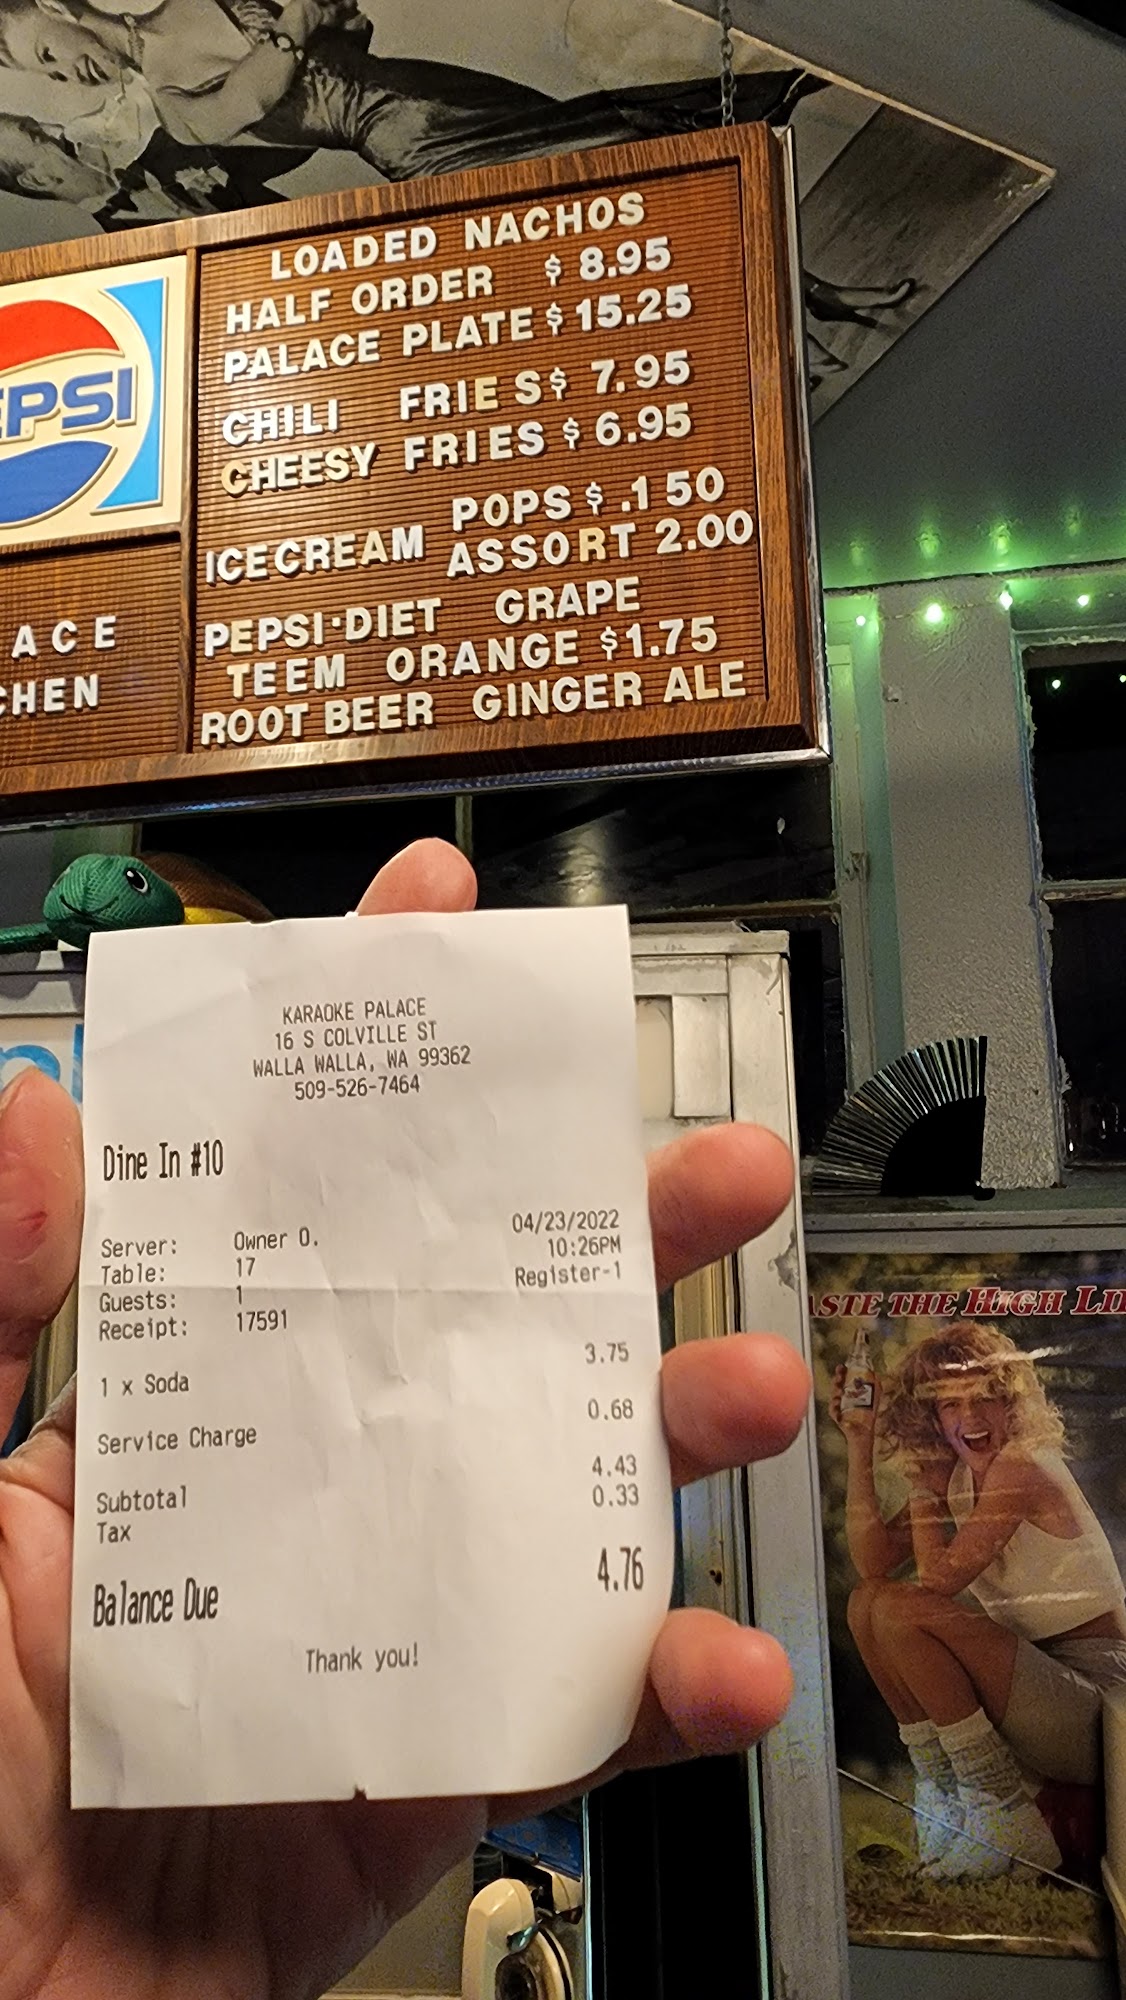 LOADED NACHOS
HALF ORDER $ 8.95
PALACE PLATE $ 15.25
CHILI FRIES $ 7.95
CHEESY FRIES $ 6.95
POPS $ .1 50
ICECREAM
ASSORT 2.00
PEPSI·DIET GRAPE
TEEM ORANGE $1.75
ROOT BEER GINGER ALE
EPSI
ACE
CHEN
KARAOKE PALACE
16 S COLVILLE ST
WALLA WALLA, WA 99362
509-526-7464
Dine In #10
Server: Owner O. 04/23/2022
Table: 17 10:26PM
Guests: 1 Register-1
Receipt: 17591
1 x Soda 3.75
Service Charge 0.68
Subtotal 4.43
Tax 0.33
Balance Due 4.76
Thank you!
ASTE THE HIGH LI